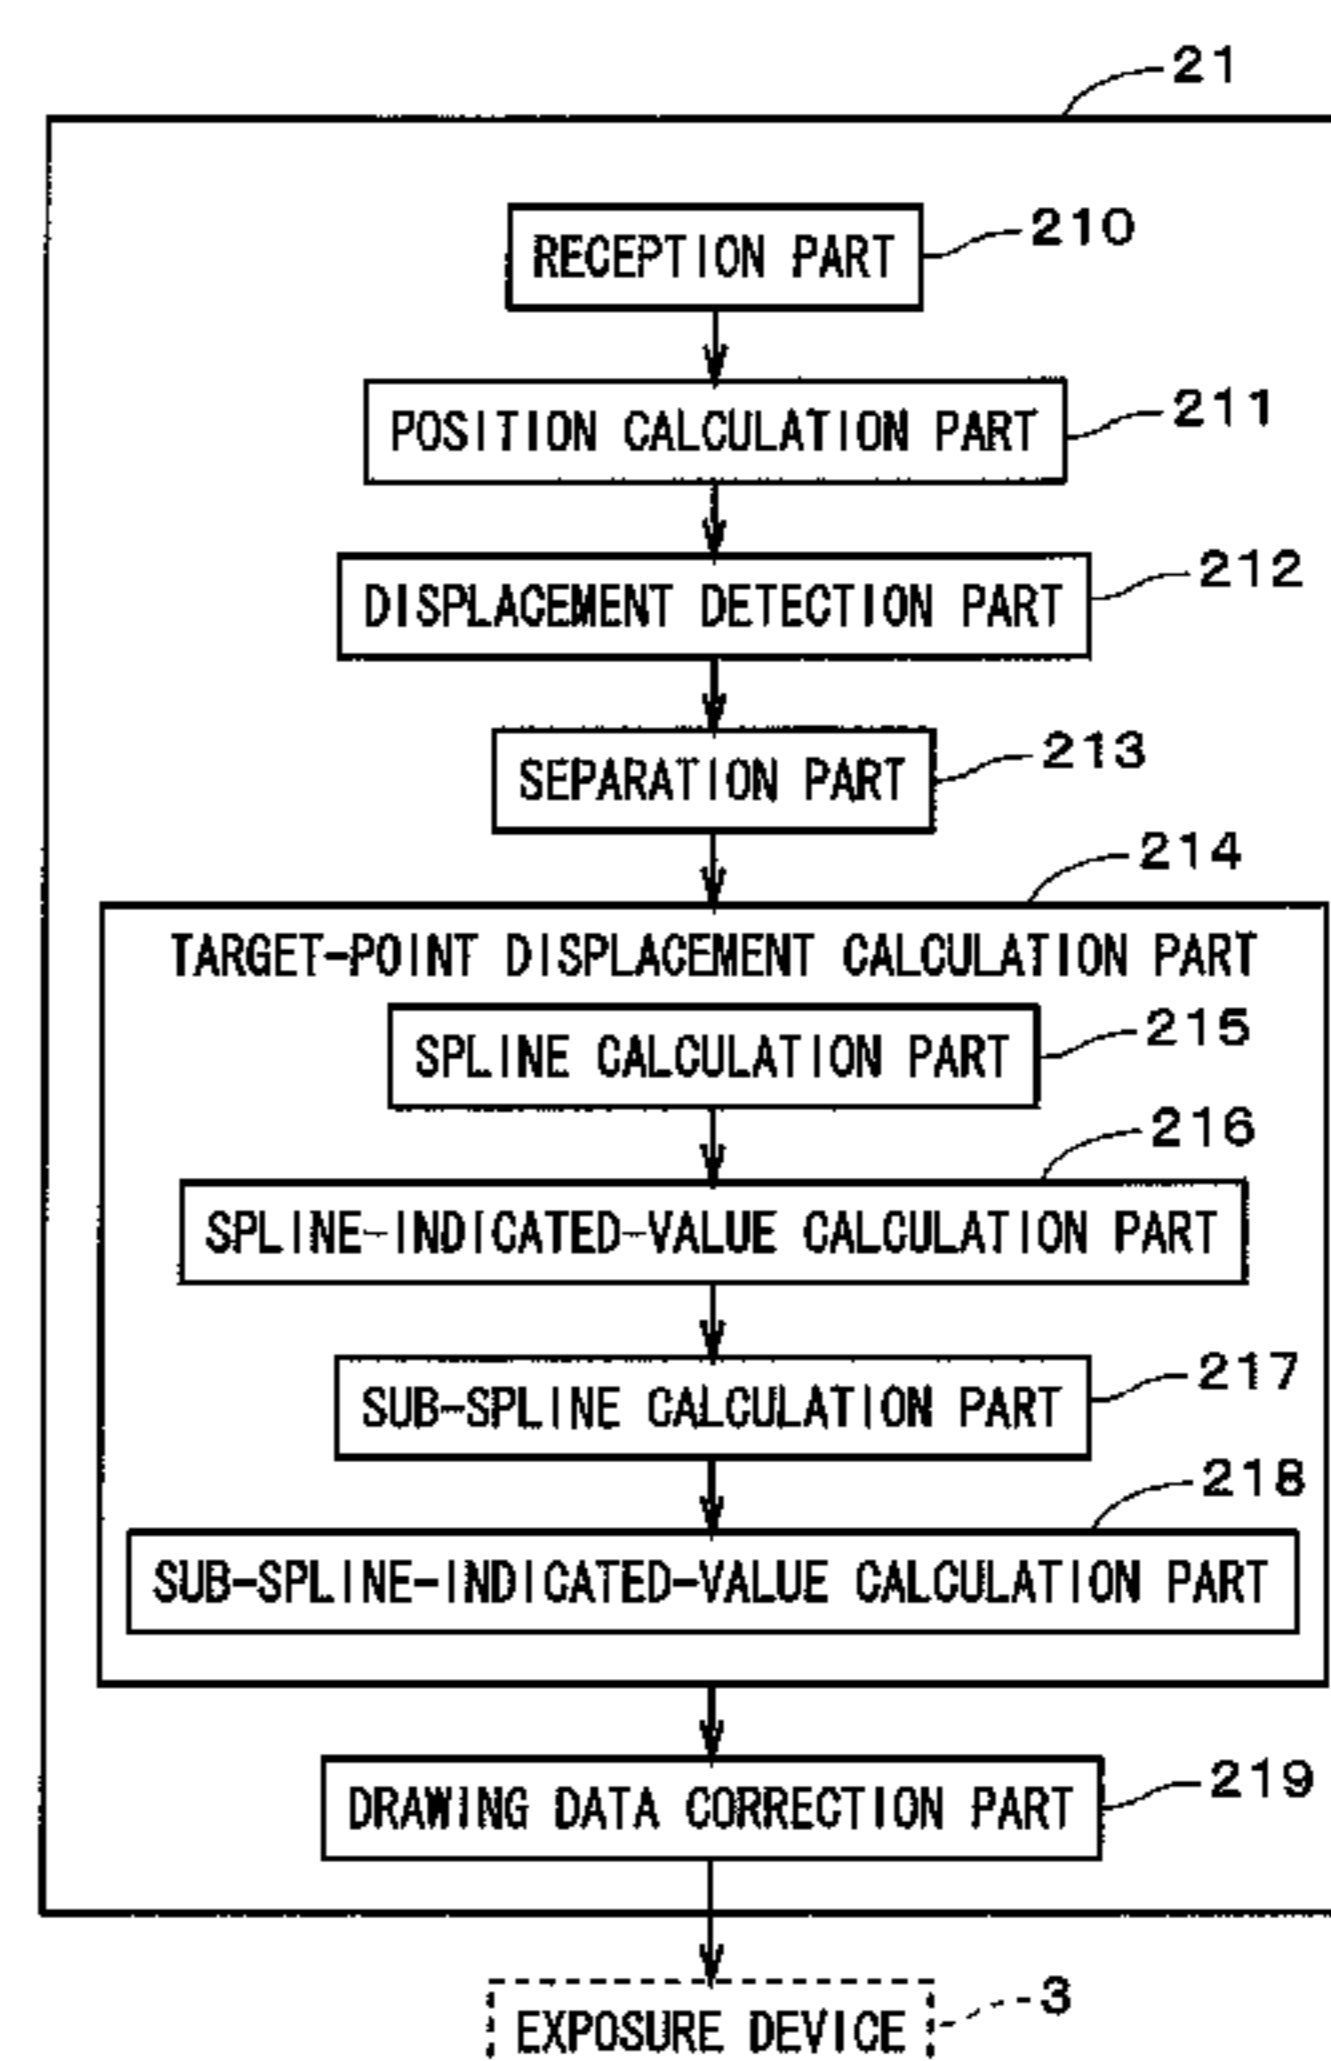 21
RECEPTION PART 210
POSITION CALCULATION PART 211
DISPLACEMENT DETECTION PART 212
SEPARATION PART 213
214
TARGET-POINT DISPLACEMENT CALCULATION PART
SPLINE CALCULATION PART 215
216
SPLINE-INDICATED-VALUE CALCULATION PART
SUB-SPLINE CALCULATION PART 217
218
SUB-SPLINE-INDICATED-VALUE CALCULATION PART
DRAWING DATA CORRECTION PART 219
EXPOSURE DEVICE 3